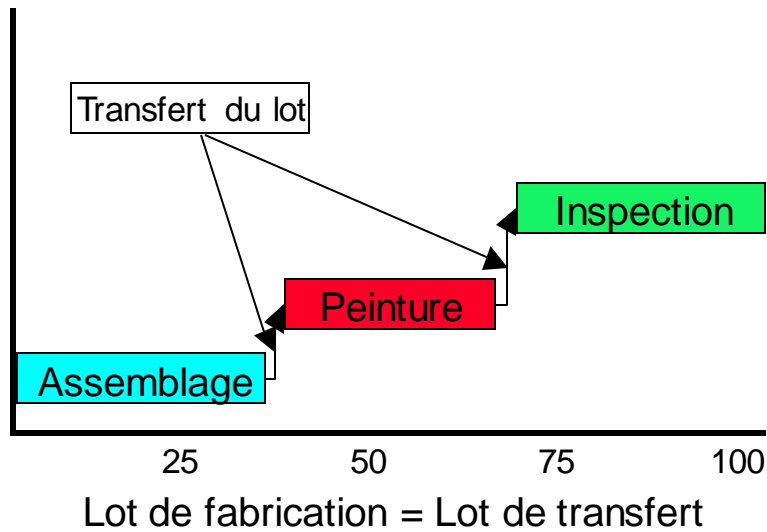 Transfert du lot
Inspection
Peinture
Assemblage
25 50 75 100
Lot de fabrication = Lot de transfert